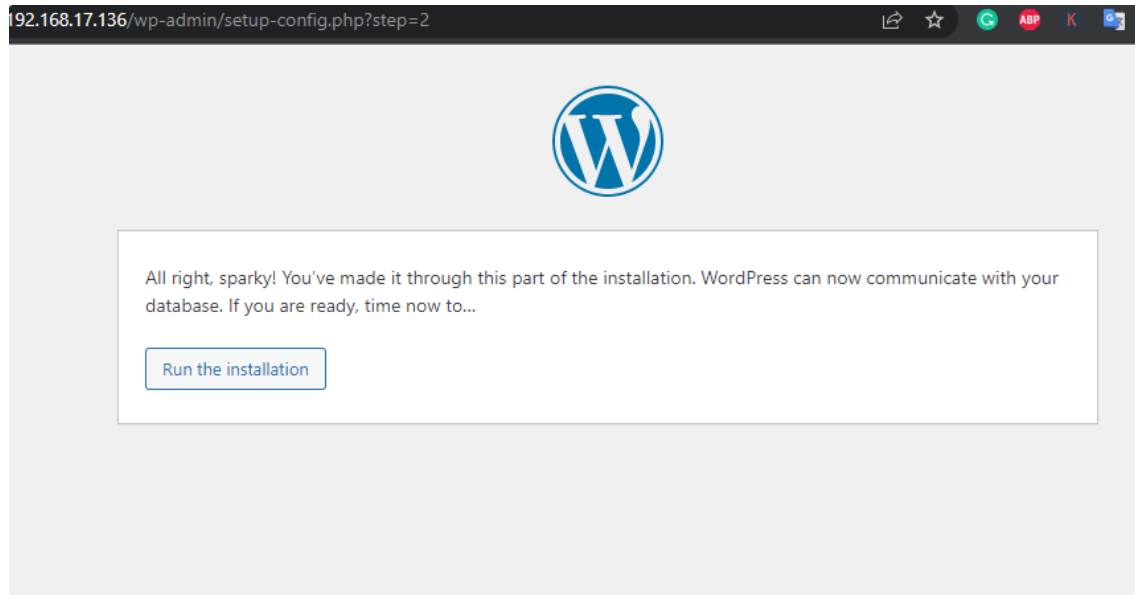 192.168.17.136/wp-admin/setup-config.php?step=2
G
ABP
K
G
W
All right, sparky! You’ve made it through this part of the installation. WordPress can now communicate with your
database. If you are ready, time now to…
Run the installation